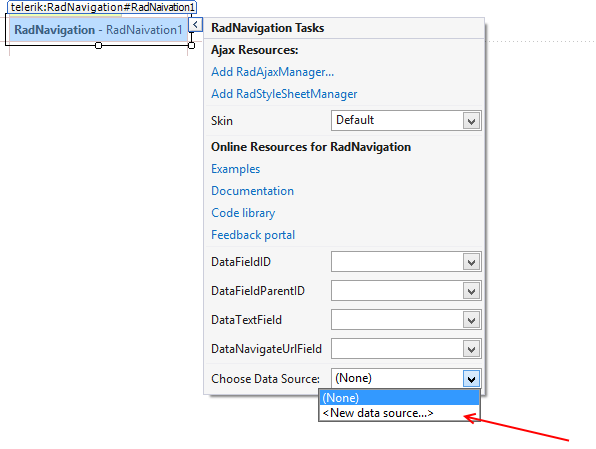 telerik:RadNavigation#RadNaivation1
RadNavigation - RadNaivation1
RadNavigation Tasks
Ajax Resources:
Add RadAjaxManager...
Add RadStyleSheetManager
Skin Default
Online Resources for RadNavigation
Examples
Documentation
Code library
Feedback portal
DataFieldID
DataFieldParentID
DataTextField
DataNavigateUrlField
Choose Data Source: (None)
(None)
<New data source...>